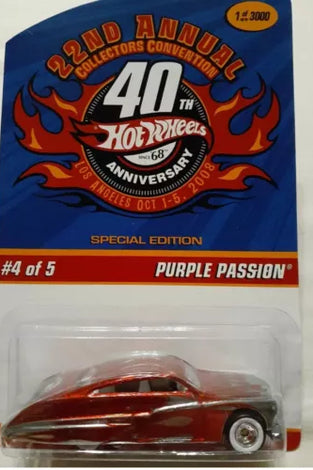 1 of 3000
22ND ANNUAL
COLLECTORS CONVENTION
40TH
Hot Wheels
SINCE 68
ANNIVERSARY
LOS ANGELES OCT 1-5, 2008
SPECIAL EDITION
#4 of 5
PURPLE PASSION®